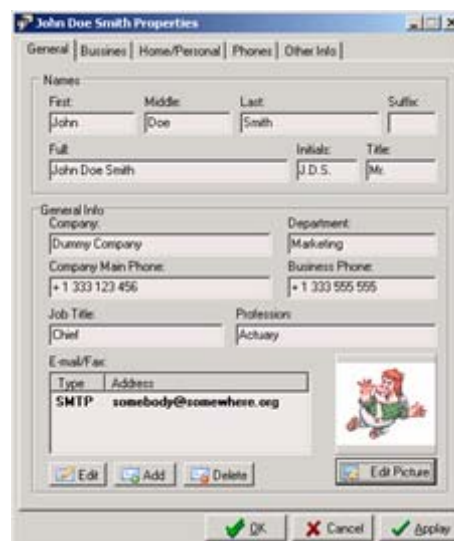 John Doe Smith Properties
General Bussines Home/Personal Phones Other Info
Names
First: Middle: Last: Suffix:
John Doe Smith
Full: Initials: Title:
John Doe Smith J.D.S. Mr.
General Info
Company: Department:
Dummy Company Marketing
Company Main Phone: Business Phone:
+ 1 333 123 456 + 1 333 555 555
Job Title: Profession:
Chief Actuary
E-mail/Fax:
Type Address
SMTP somebody@somewhere.org
Edit Add Delete Edit Picture
OK Cancel Applay